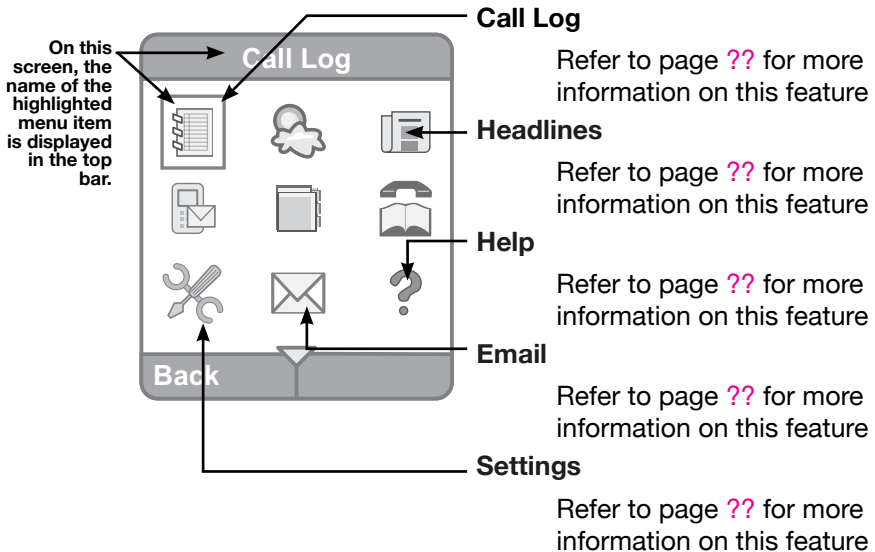 On this
screen, the
name of the
highlighted
menu item
is displayed
in the top
bar.
Call Log
Back
Call Log
Refer to page ?? for more
information on this feature
Headlines
Refer to page ?? for more
information on this feature
Help
Refer to page ?? for more
information on this feature
Email
Refer to page ?? for more
information on this feature
Settings
Refer to page ?? for more
information on this feature